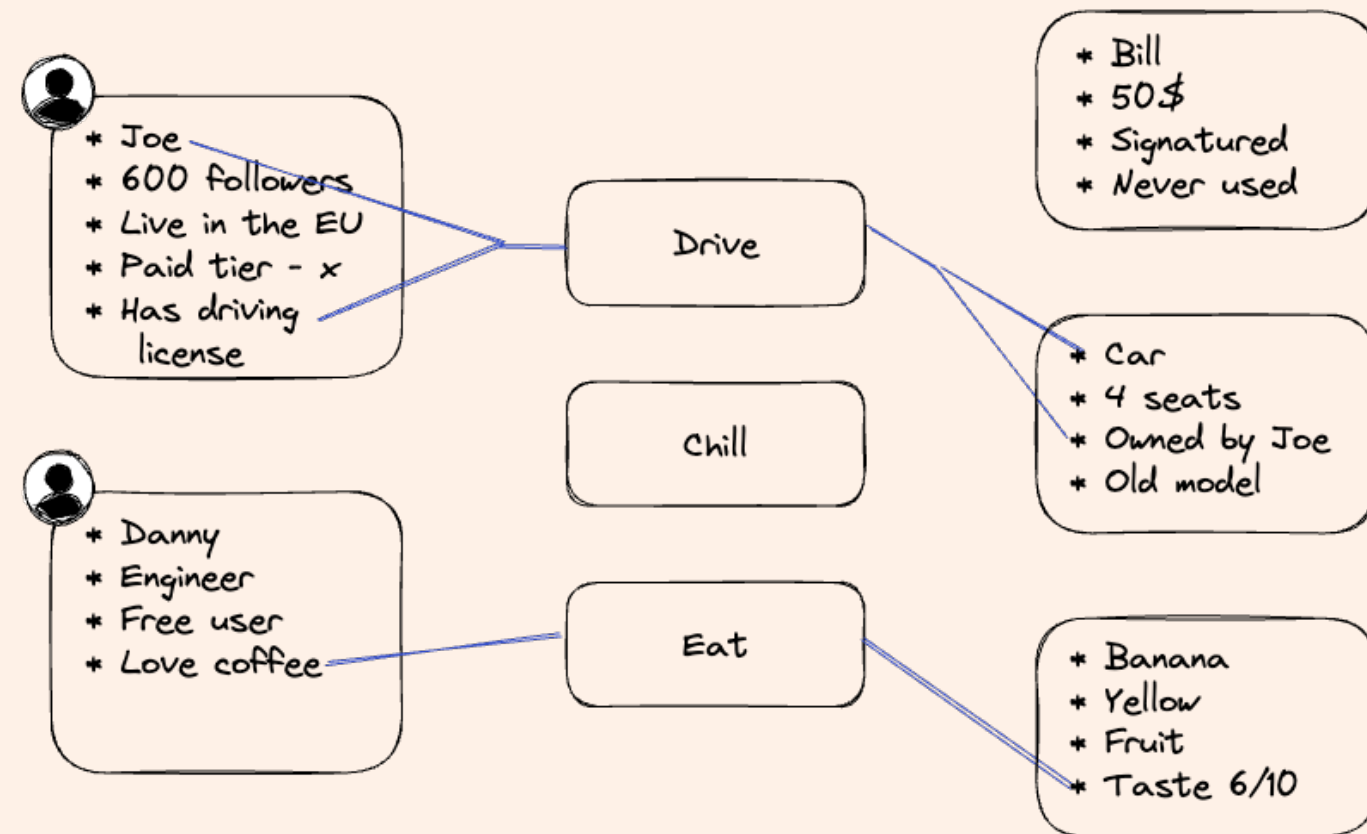 * Joe
* 600 followers
* Live in the EU
* Paid tier - x
* Has driving
license
* Danny
* Engineer
* Free user
* Love coffee
Drive
Chill
Eat
* Bill
* 50$
* Signatured
* Never used
* Car
* 4 seats
* Owned by Joe
* Old model
* Banana
* Yellow
* Fruit
* Taste 6/10